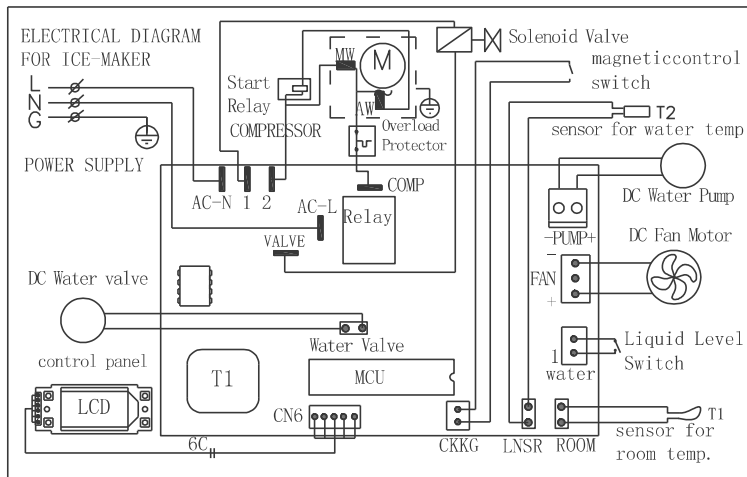 ELECTRICAL DIAGRAM
FOR ICE-MAKER
L
N
G
POWER SUPPLY
Start
Relay
COMPRESSOR
MW
M
AW
Overload
Protector
Solenoid Valve
magneticcontrol
switch
T2
sensor for water temp
DC Water Pump
AC-N 1 2
AC-L
COMP
Relay
VALVE
-PUMP+
DC Fan Motor
-
FAN
+
DC Water valve
Water Valve
control panel
LCD
T1
MCU
1
water
Liquid Level
Switch
CN6
6C
CKKG
LNSR
ROOM
T1
sensor for
room temp.